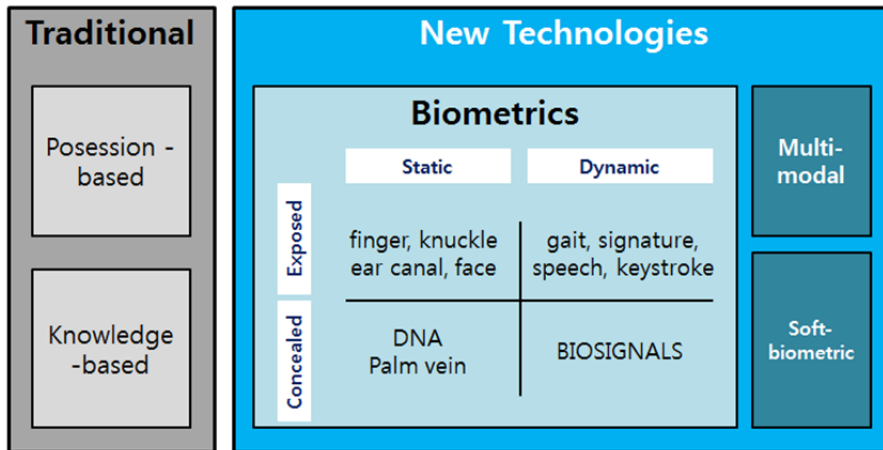 Traditional
Posession -
based
Knowledge
-based
New Technologies
Biometrics
Static
Dynamic
Exposed
finger, knuckle
ear canal, face
gait, signature,
speech, keystroke
Concealed
DNA
Palm vein
BIOSIGNALS
Multi-
modal
Soft-
biometric